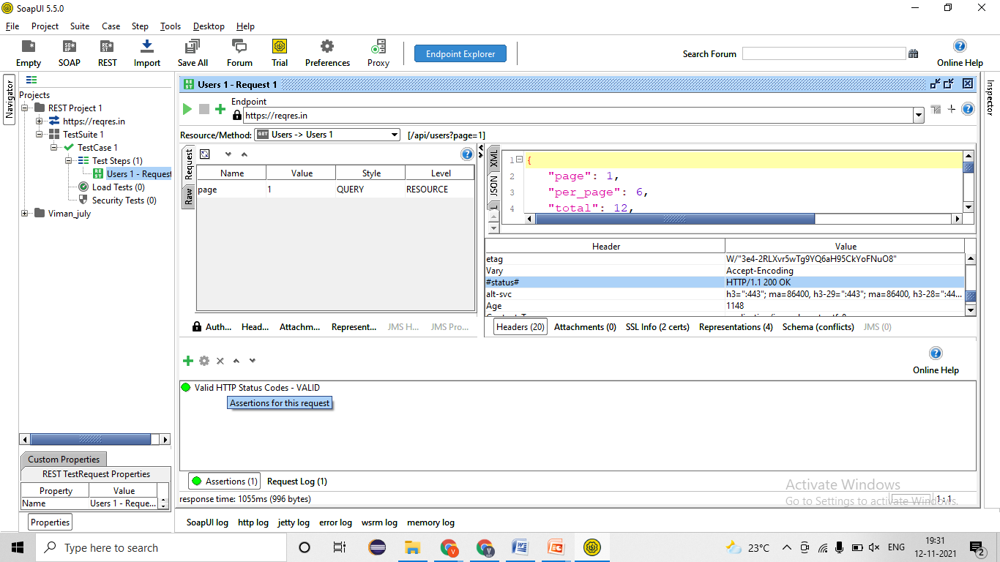 SoapUI 5.5.0
File Project Suite Case Step Tools Desktop Help
Empty SOAP REST Import Save All Forum Trial Preferences Proxy Endpoint Explorer Search Forum Online Help
Navigator
Projects
REST Project 1
https://reqres.in
TestSuite 1
TestCase 1
Test Steps (1)
Users 1 - Request
Load Tests (0)
Security Tests (0)
Viman_july
Custom Properties
REST TestRequest Properties
Property Value
Name Users 1 - Reque...
Properties
Users 1 - Request 1
Endpoint
https://reqres.in
Resource/Method: GET Users -> Users 1 [/api/users?page=1]
Request
Raw
Name Value Style Level
page 1 QUERY RESOURCE
Auth... Head... Attachm... Represent... JMS H... JMS Pro...
XML
JSON
1 {
2 "page": 1,
3 "per_page": 6,
4 "total": 12,
Header Value
etag W/"3e4-2RLXvr5wTg9YQ6aH95CkYoFNuO8"
Vary Accept-Encoding
#status# HTTP/1.1 200 OK
alt-svc h3=":443"; ma=86400, h3-29=":443"; ma=86400, h3-28=":44...
Age 1148
Headers (20) Attachments (0) SSL Info (2 certs) Representations (4) Schema (conflicts) JMS (0)
Online Help
Valid HTTP Status Codes - VALID
Assertions for this request
Assertions (1) Request Log (1)
response time: 1055ms (996 bytes)
1 : 1
Inspector
Activate Windows
Go to Settings to activate Windows.
SoapUI log http log jetty log error log wsrm log memory log
Type here to search
23°C ENG 19:31
12-11-2021
2